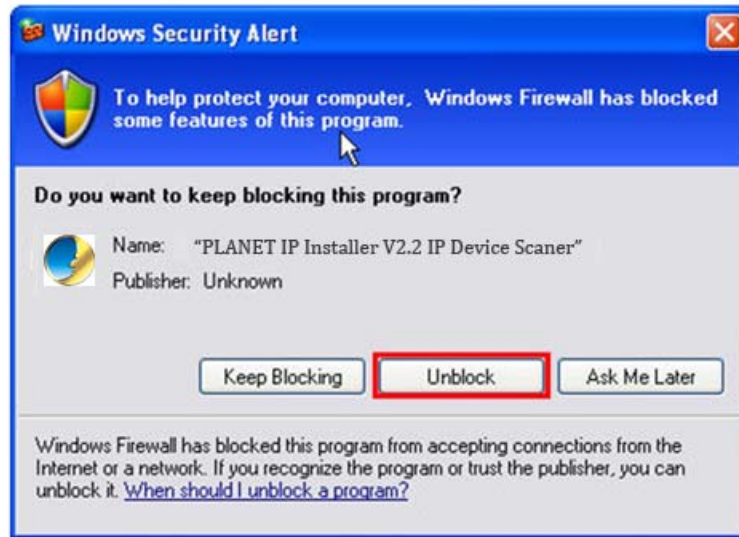 Windows Security Alert
To help protect your computer, Windows Firewall has blocked
some features of this program.
Do you want to keep blocking this program?
Name: “PLANET IP Installer V2.2 IP Device Scaner”
Publisher: Unknown
Keep Blocking Unblock Ask Me Later
Windows Firewall has blocked this program from accepting connections from the
Internet or a network. If you recognize the program or trust the publisher, you can
unblock it. When should I unblock a program?